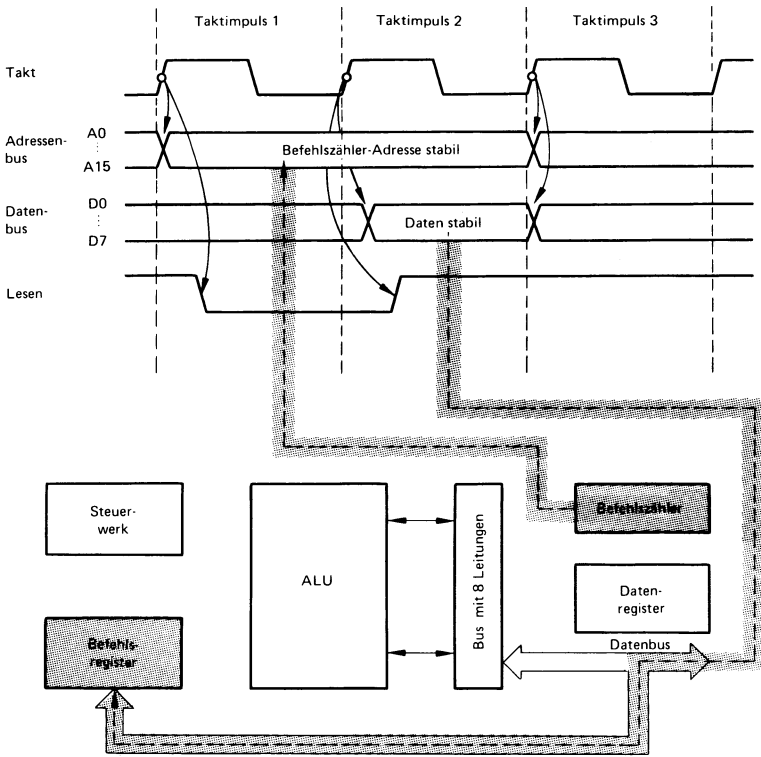 Taktimpuls 1
Taktimpuls 2
Taktimpuls 3
Takt
Adressen-
bus
A0
A15
Befehlszähler-Adresse stabil
Daten-
bus
D0
D7
Daten stabil
Lesen
Steuer-
werk
ALU
Bus mit 8 Leitungen
Befehlszähler
Daten-
register
Befehls-
register
Datenbus